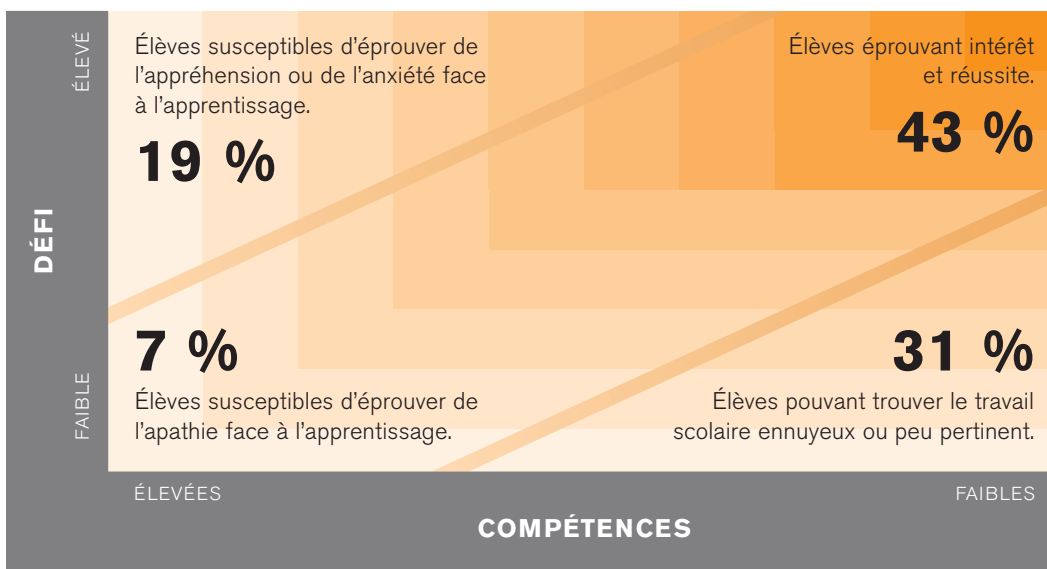 ÉLEVÉ
Élèves susceptibles d'éprouver de
l'appréhension ou de l'anxiété face
à l'apprentissage.
19 %
Élèves éprouvant intérêt
et réussite.
43 %
DÉFI
7 %
Élèves susceptibles d'éprouver de
l'apathie face à l'apprentissage.
31 %
Élèves pouvant trouver le travail
scolaire ennuyeux ou peu pertinent.
FAIBLE
ÉLEVÉES
FAIBLES
COMPÉTENCES